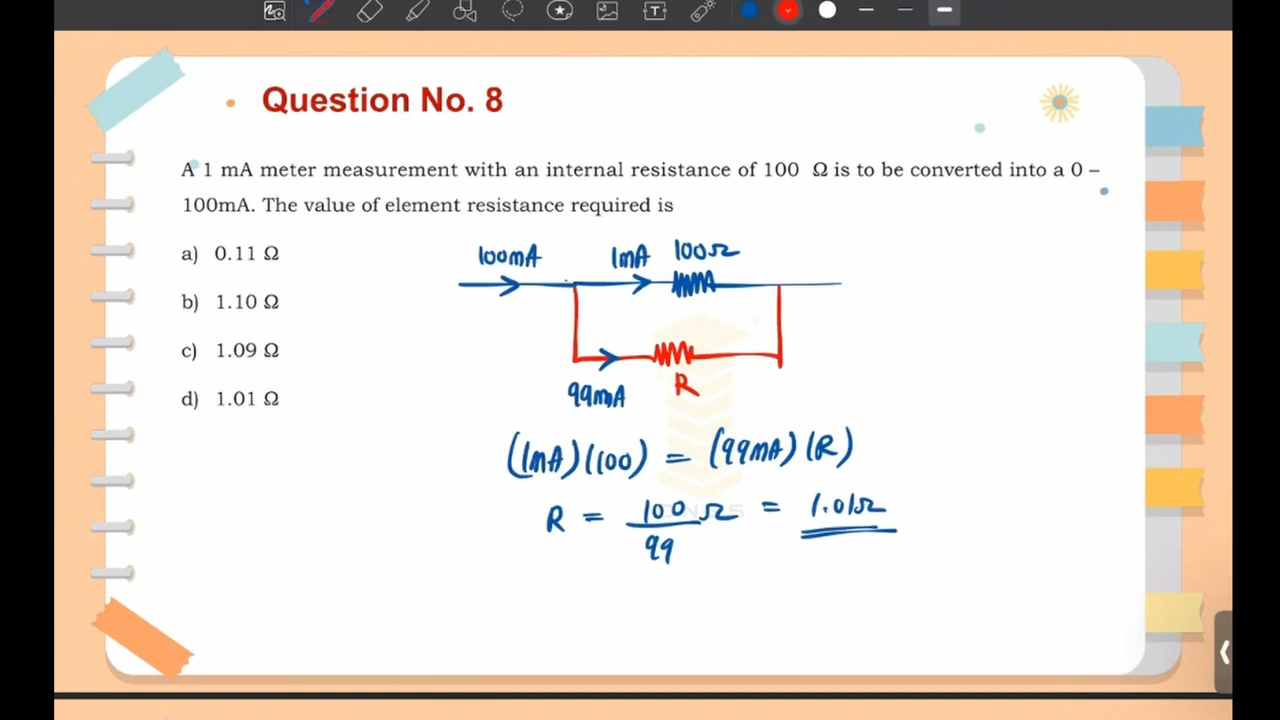 Question No. 8
A 1 mA meter measurement with an internal resistance of 100 Ω is to be converted into a 0 –
100mA. The value of element resistance required is
a) 0.11 Ω
b) 1.10 Ω
c) 1.09 Ω
d) 1.01 Ω
100mA 1mA 100Ω
99mA R
(1mA)(100) = (99mA)(R)
R = 100/99 Ω = 1.01Ω